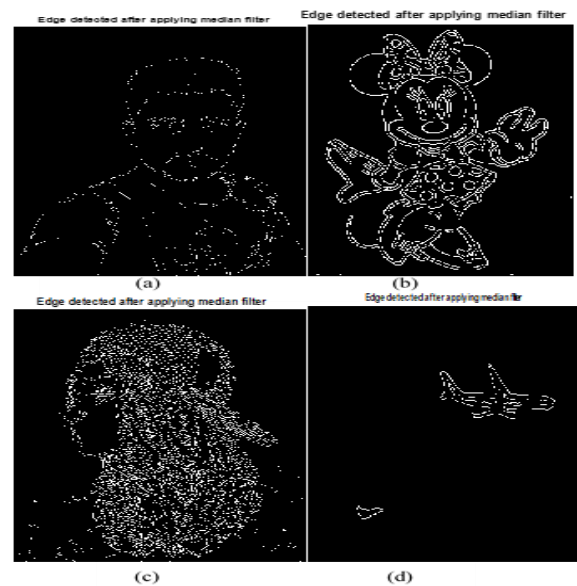 Edge detected after applying median filter
Edge detected after applying median filter
(a)
(b)
Edge detected after applying median filter
Edge detected after applying median filter
(c)
(d)